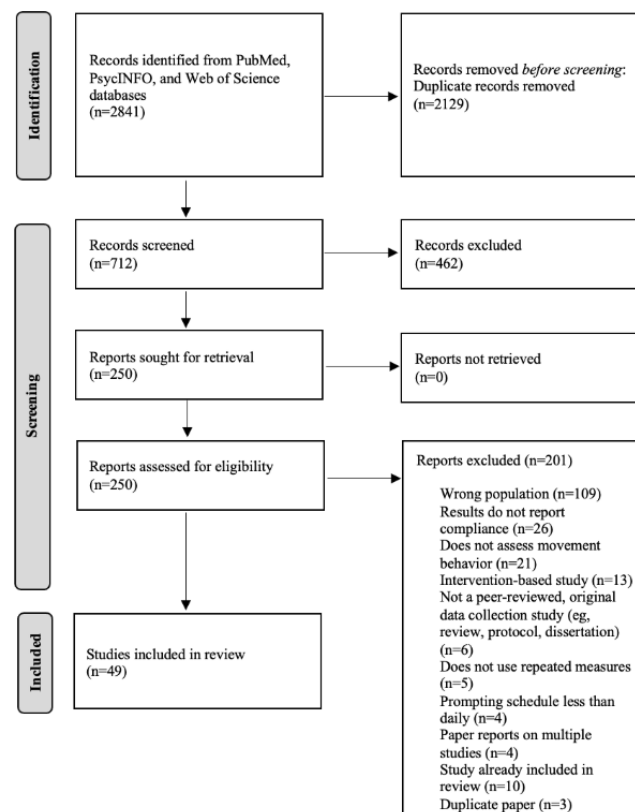 Identification
Records identified from PubMed,
PsycINFO, and Web of Science
databases
(n=2841)
Records removed before screening:
Duplicate records removed
(n=2129)
Screening
Records screened
(n=712)
Records excluded
(n=462)
Reports sought for retrieval
(n=250)
Reports not retrieved
(n=0)
Reports assessed for eligibility
(n=250)
Reports excluded (n=201)
Wrong population (n=109)
Results do not report
compliance (n=26)
Does not assess movement
behavior (n=21)
Intervention-based study (n=13)
Not a peer-reviewed, original
data collection study (eg,
review, protocol, dissertation)
(n=6)
Does not use repeated measures
(n=5)
Prompting schedule less than
daily (n=4)
Paper reports on multiple
studies (n=4)
Study already included in
review (n=10)
Duplicate paper (n=3)
Included
Studies included in review
(n=49)